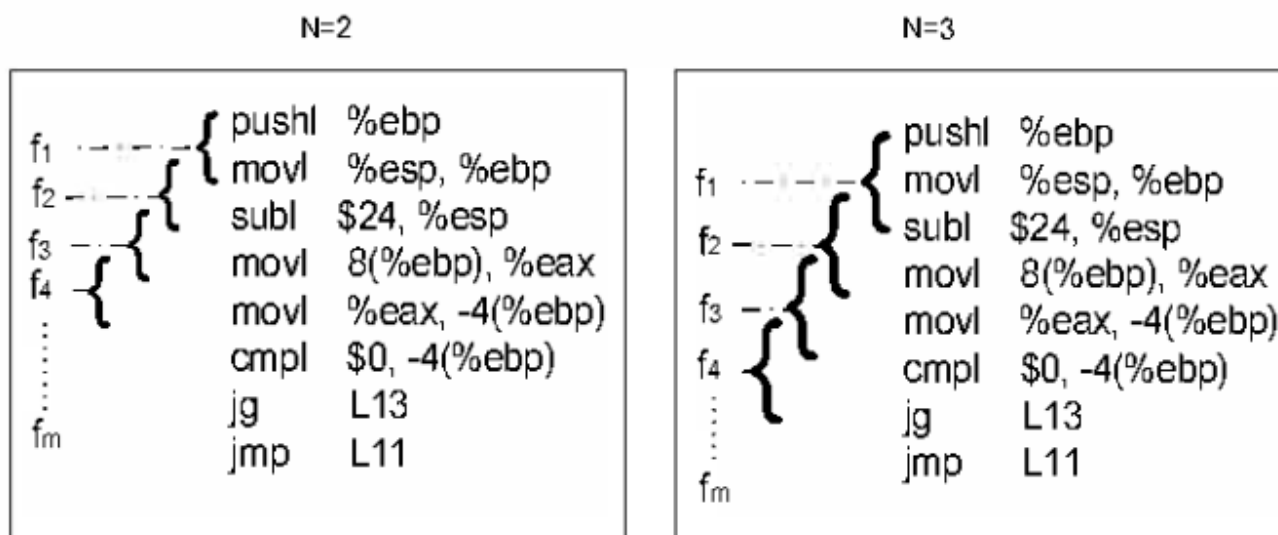 N=2
N=3
f1
f2
f3
f4
fm
pushl %ebp
movl %esp, %ebp
subl $24, %esp
movl 8(%ebp), %eax
movl %eax, -4(%ebp)
cmpl $0, -4(%ebp)
jg L13
jmp L11
f1
f2
f3
f4
fm
pushl %ebp
movl %esp, %ebp
subl $24, %esp
movl 8(%ebp), %eax
movl %eax, -4(%ebp)
cmpl $0, -4(%ebp)
jg L13
jmp L11